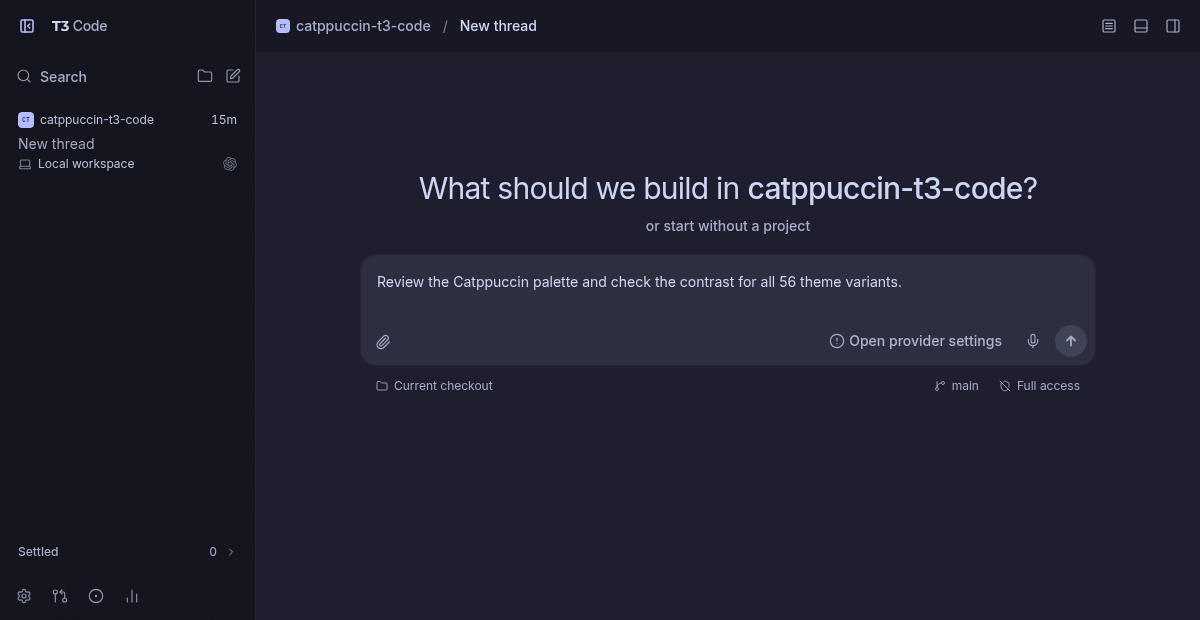 T3 Code
catppuccin-t3-code / New thread
Search
CT catppuccin-t3-code 15m
New thread
Local workspace
What should we build in catppuccin-t3-code?
or start without a project
Review the Catppuccin palette and check the contrast for all 56 theme variants.
Open provider settings
Current checkout
main
Full access
Settled 0